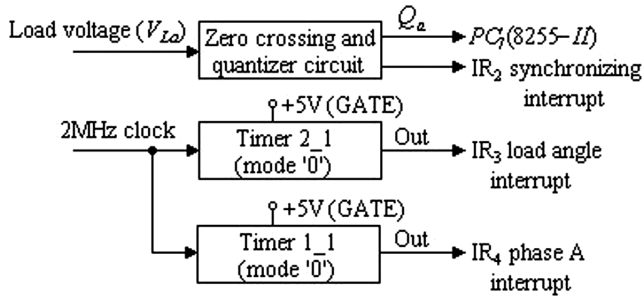 Load voltage (V_La)
Zero crossing and
quantizer circuit
Q_a
PC_7(8255–II)
IR_2 synchronizing
interrupt
+5V (GATE)
2MHz clock
Timer 2_1
(mode '0')
Out
IR_3 load angle
interrupt
+5V (GATE)
Timer 1_1
(mode '0')
Out
IR_4 phase A
interrupt